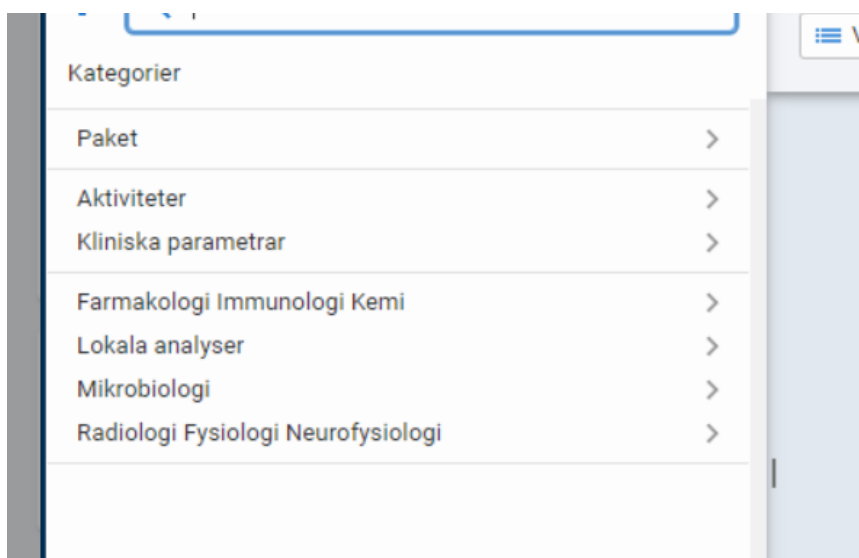 Kategorier
Paket
Aktiviteter
Kliniska parametrar
Farmakologi Immunologi Kemi
Lokala analyser
Mikrobiologi
Radiologi Fysiologi Neurofysiologi